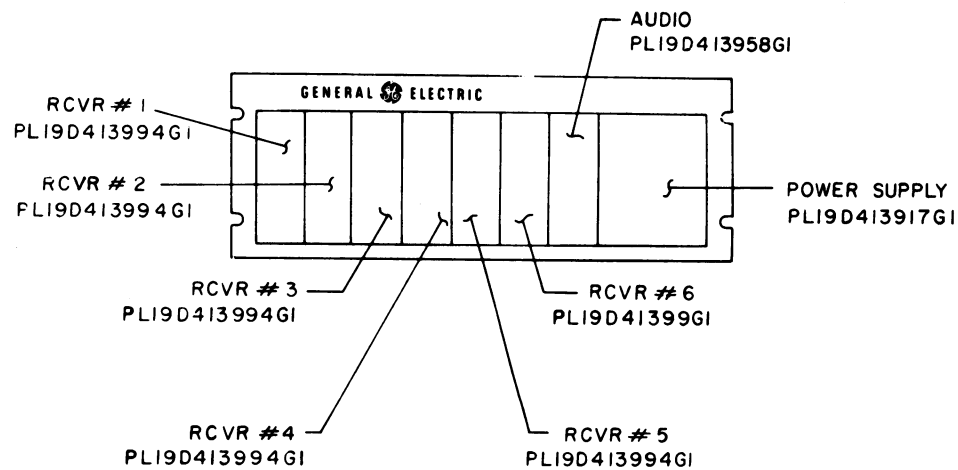 AUDIO
PL19D413958G1
GENERAL GE ELECTRIC
RCVR # 1
PL19D413994G1
RCVR # 2
PL19D413994G1
POWER SUPPLY
PL19D413917G1
RCVR # 3
PL19D413994G1
RCVR # 6
PL19D41399G1
RCVR #4
PL19D413994G1
RCVR # 5
PL19D413994G1